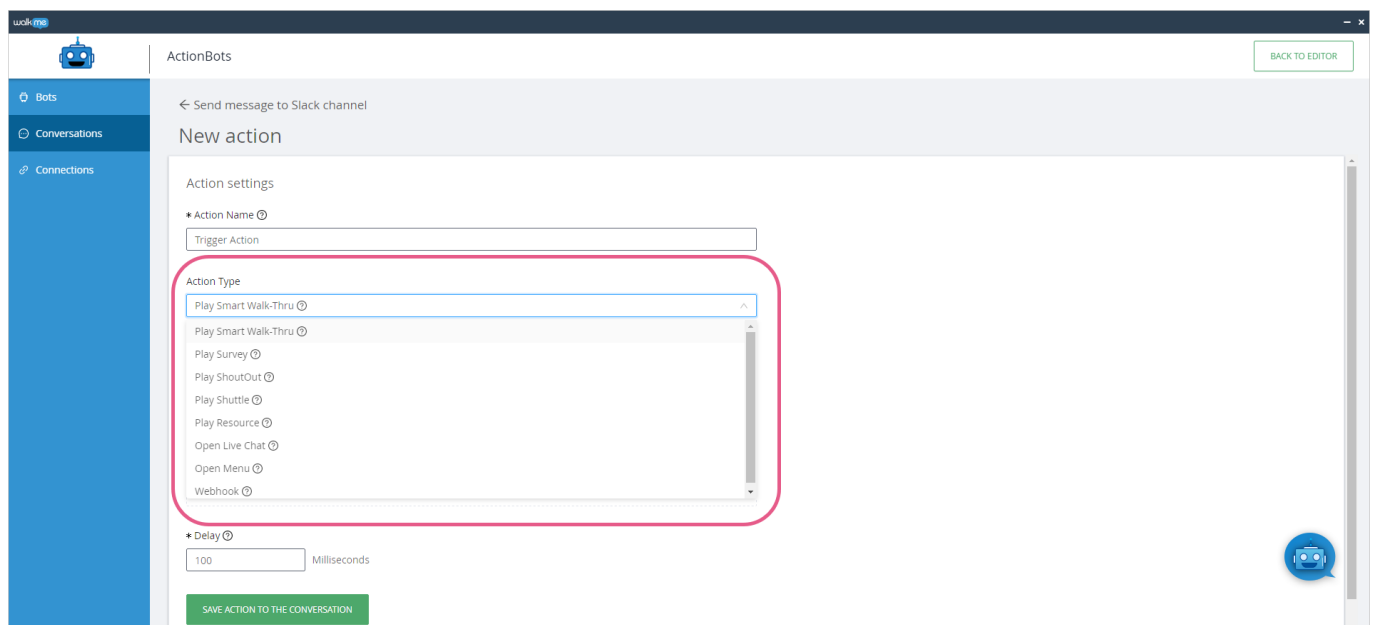 walkme
ActionBots
BACK TO EDITOR
Bots
Conversations
Connections
← Send message to Slack channel
New action
Action settings
* Action Name ?
Trigger Action
Action Type
Play Smart Walk-Thru ?
Play Smart Walk-Thru ?
Play Survey ?
Play ShoutOut ?
Play Shuttle ?
Play Resource ?
Open Live Chat ?
Open Menu ?
Webhook ?
* Delay ?
100 Milliseconds
SAVE ACTION TO THE CONVERSATION